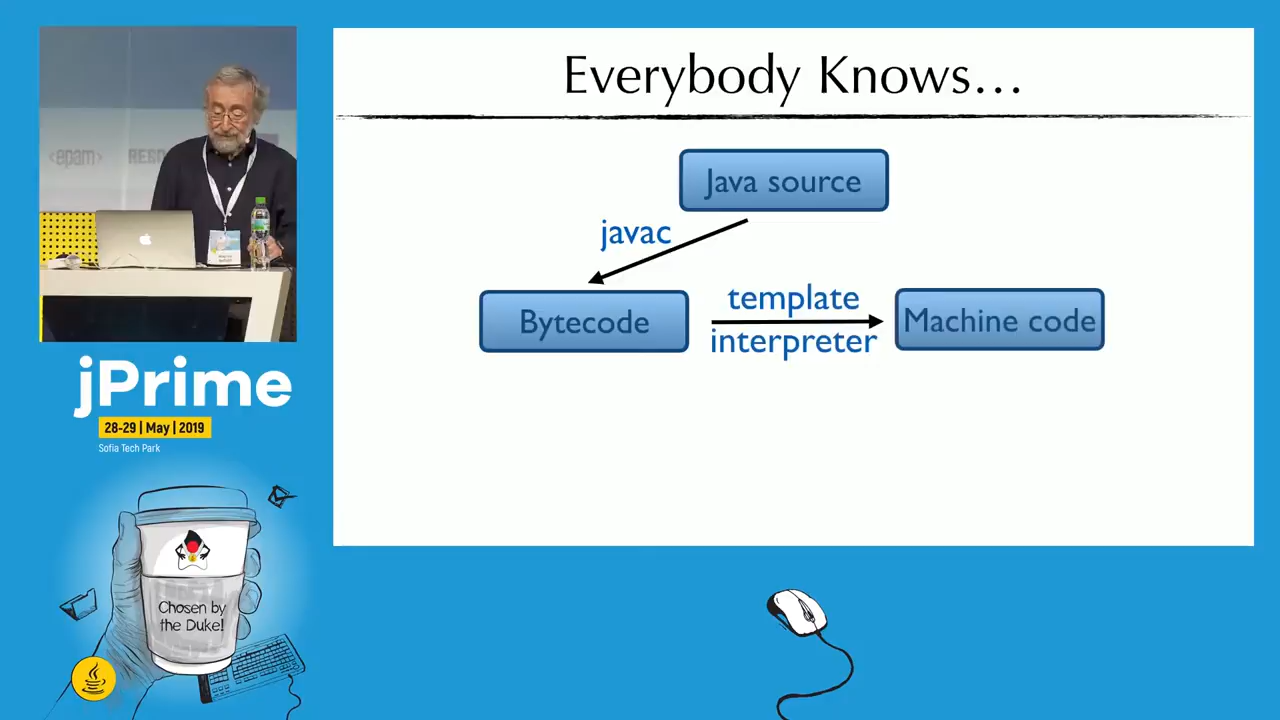 Everybody Knows…
Java source
javac
Bytecode
template
interpreter
Machine code
<epam>
jPrime
28-29 | May | 2019
Sofia Tech Park
Chosen by
the Duke!